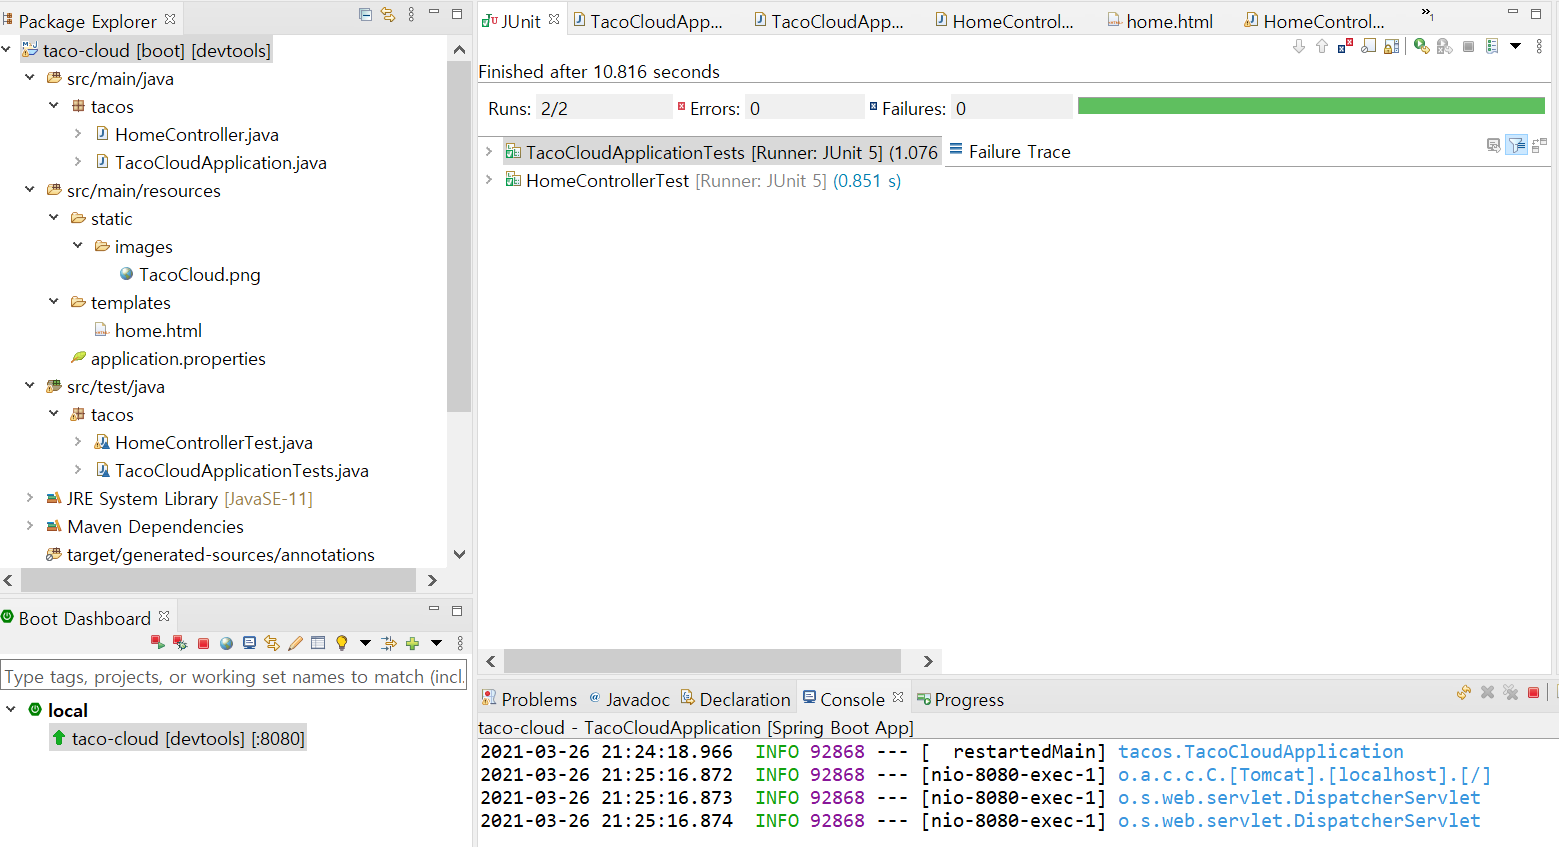 Package Explorer
taco-cloud [boot] [devtools]
src/main/java
tacos
HomeController.java
TacoCloudApplication.java
src/main/resources
static
images
TacoCloud.png
templates
home.html
application.properties
src/test/java
tacos
HomeControllerTest.java
TacoCloudApplicationTests.java
JRE System Library [JavaSE-11]
Maven Dependencies
target/generated-sources/annotations
Boot Dashboard
Type tags, projects, or working set names to match (incl.
local
taco-cloud [devtools] [:8080]
JUnit TacoCloudApp... TacoCloudApp... HomeControl... home.html HomeControl... »1
Finished after 10.816 seconds
Runs: 2/2 Errors: 0 Failures: 0
TacoCloudApplicationTests [Runner: JUnit 5] (1.076
Failure Trace
HomeControllerTest [Runner: JUnit 5] (0.851 s)
Problems @ Javadoc Declaration Console Progress
taco-cloud - TacoCloudApplication [Spring Boot App]
2021-03-26 21:24:18.966 INFO 92868 --- [ restartedMain] tacos.TacoCloudApplication
2021-03-26 21:25:16.872 INFO 92868 --- [nio-8080-exec-1] o.a.c.c.C.[Tomcat].[localhost].[/]
2021-03-26 21:25:16.873 INFO 92868 --- [nio-8080-exec-1] o.s.web.servlet.DispatcherServlet
2021-03-26 21:25:16.874 INFO 92868 --- [nio-8080-exec-1] o.s.web.servlet.DispatcherServlet